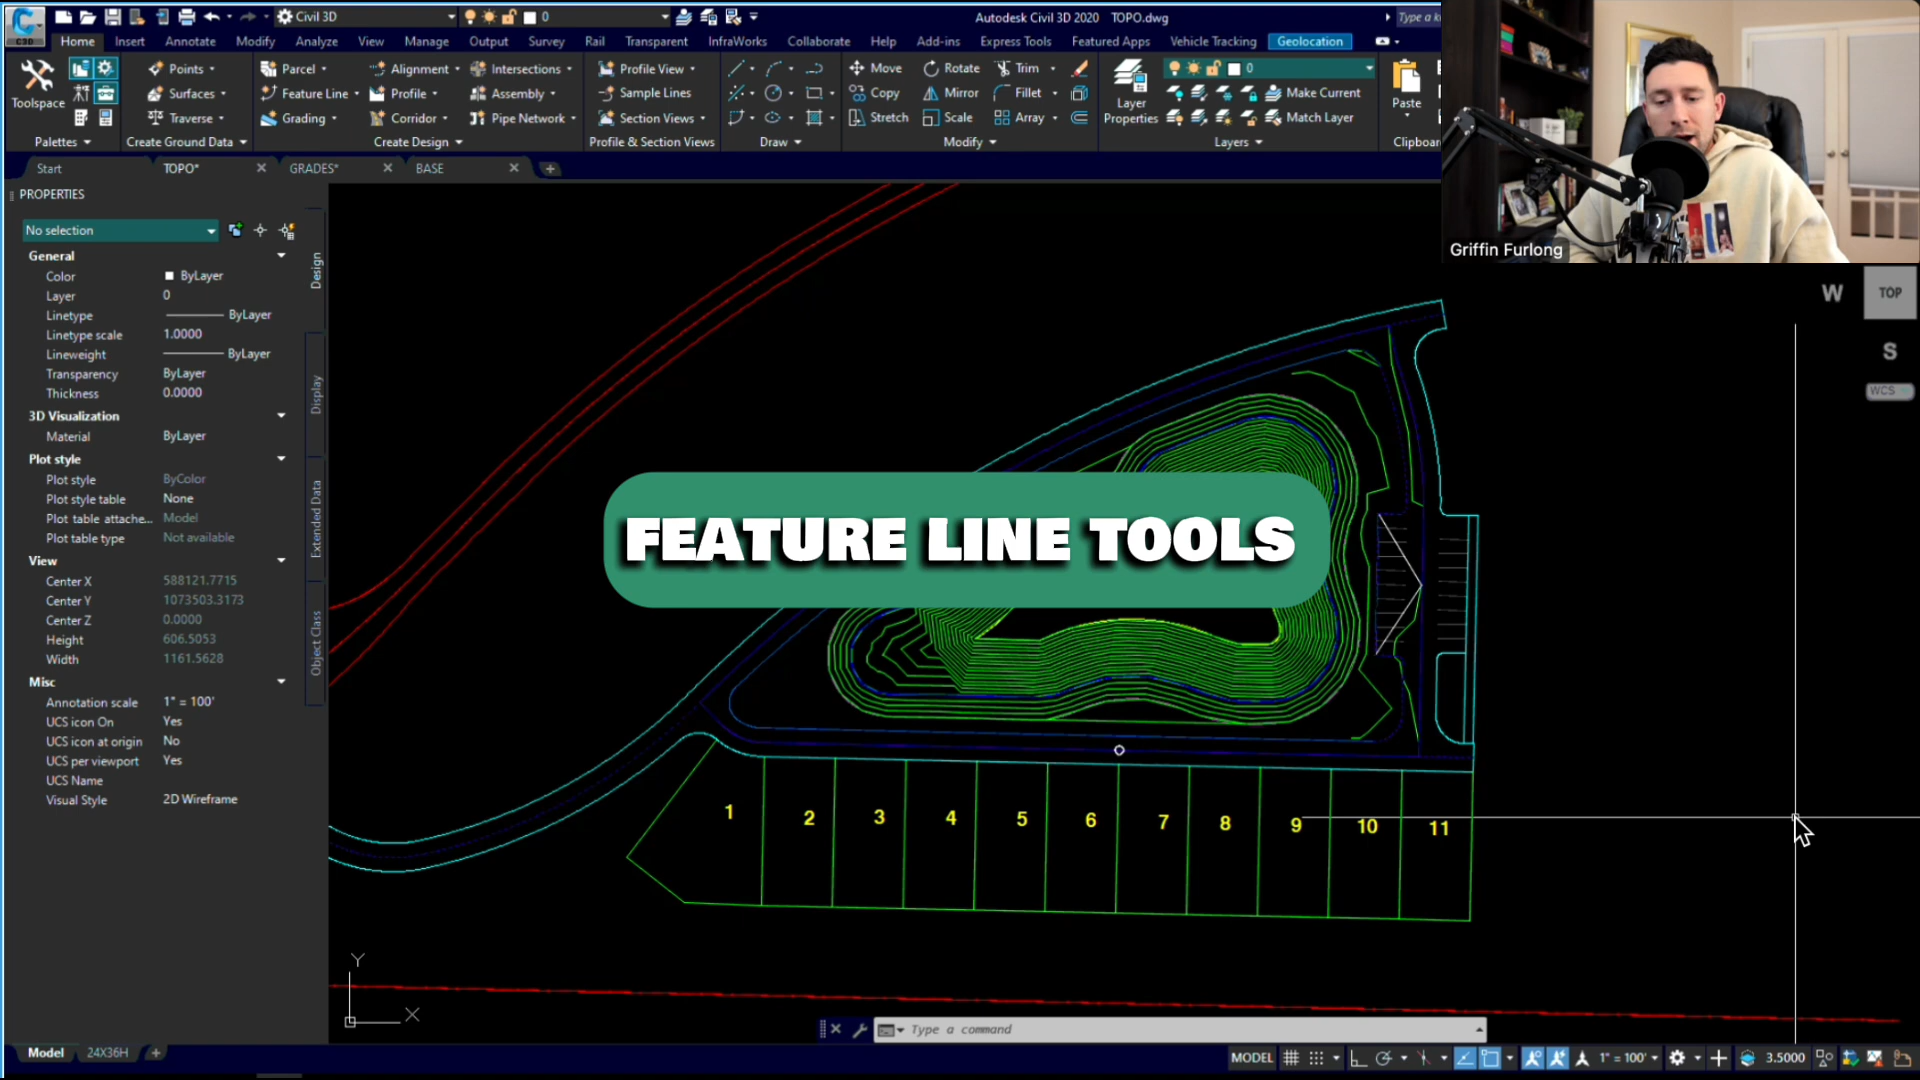 Civil 3D
0
Autodesk Civil 3D 2020 TOPO.dwg
C3D
Home Insert Annotate Modify Analyze View Manage Output Survey Rail Transparent InfraWorks Collaborate Help Add-ins Express Tools Featured Apps Vehicle Tracking Geolocation
Toolspace
Points
Surfaces
Traverse
Parcel
Feature Line
Grading
Alignment
Profile
Corridor
Intersections
Assembly
Pipe Network
Profile View
Sample Lines
Section Views
Move
Copy
Stretch
Rotate
Mirror
Scale
Trim
Fillet
Array
Layer
Properties
0
Make Current
Match Layer
Paste
Palettes
Create Ground Data
Create Design
Profile & Section Views
Draw
Modify
Layers
Clipboar
Start TOPO* GRADES* BASE
PROPERTIES
No selection
General
Color ByLayer
Layer 0
Linetype ByLayer
Linetype scale 1.0000
Lineweight ByLayer
Transparency ByLayer
Thickness 0.0000
3D Visualization
Material ByLayer
Plot style
Plot style ByColor
Plot style table None
Plot table attache... Model
Plot table type Not available
View
Center X 588121.7715
Center Y 1073503.3173
Center Z 0.0000
Height 606.5053
Width 1161.5628
Misc
Annotation scale 1" = 100'
UCS icon On Yes
UCS icon at origin No
UCS per viewport Yes
UCS Name
Visual Style 2D Wireframe
Design
Display
Extended Data
Object Class
Griffin Furlong
W TOP
S
WCS
FEATURE LINE TOOLS
1 2 3 4 5 6 7 8 9 10 11
Y
X
Type a command
Model 24X36H
MODEL 1" = 100' 3.5000